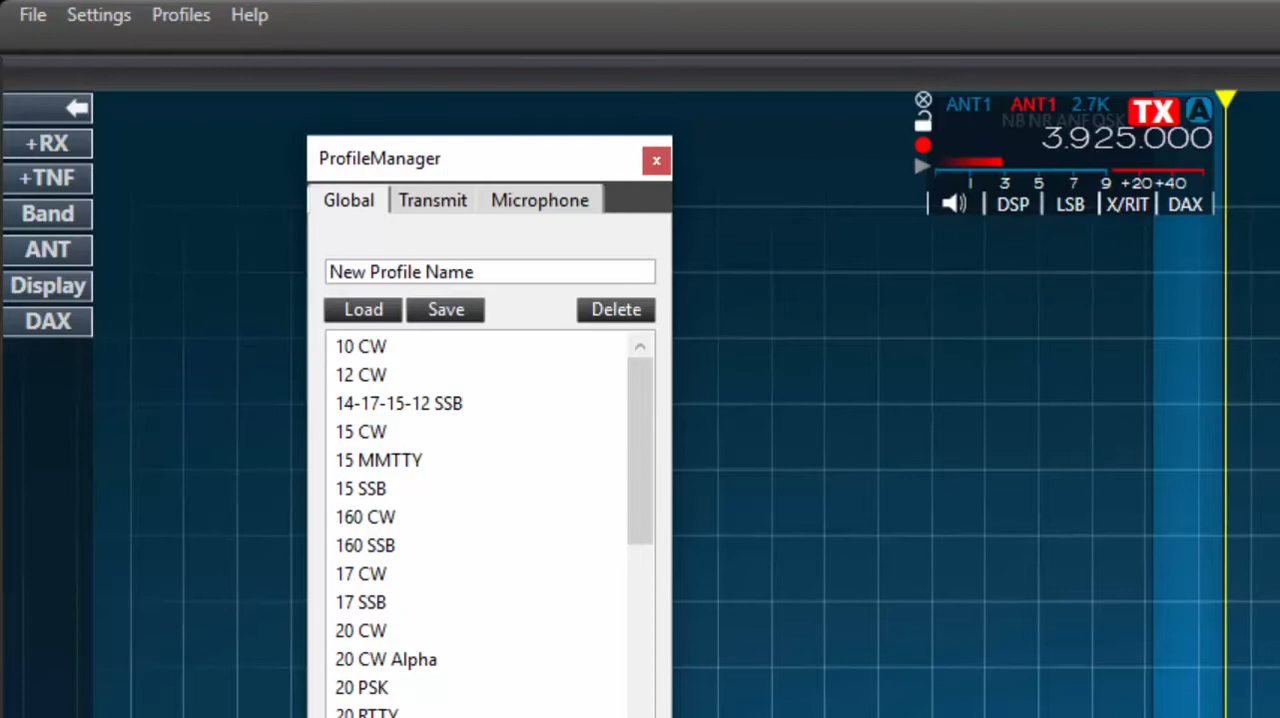 File Settings Profiles Help
+RX
+TNF
Band
ANT
Display
DAX
ProfileManager x
Global Transmit Microphone
New Profile Name
Load Save Delete
10 CW
12 CW
14-17-15-12 SSB
15 CW
15 MMTTY
15 SSB
160 CW
160 SSB
17 CW
17 SSB
20 CW
20 CW Alpha
20 PSK
20 RTTY
ANT1 ANT1 2.7K TX A
NB NR ANF QSK
3.925.000
1 3 5 7 9 +20 +40
DSP LSB X/RIT DAX